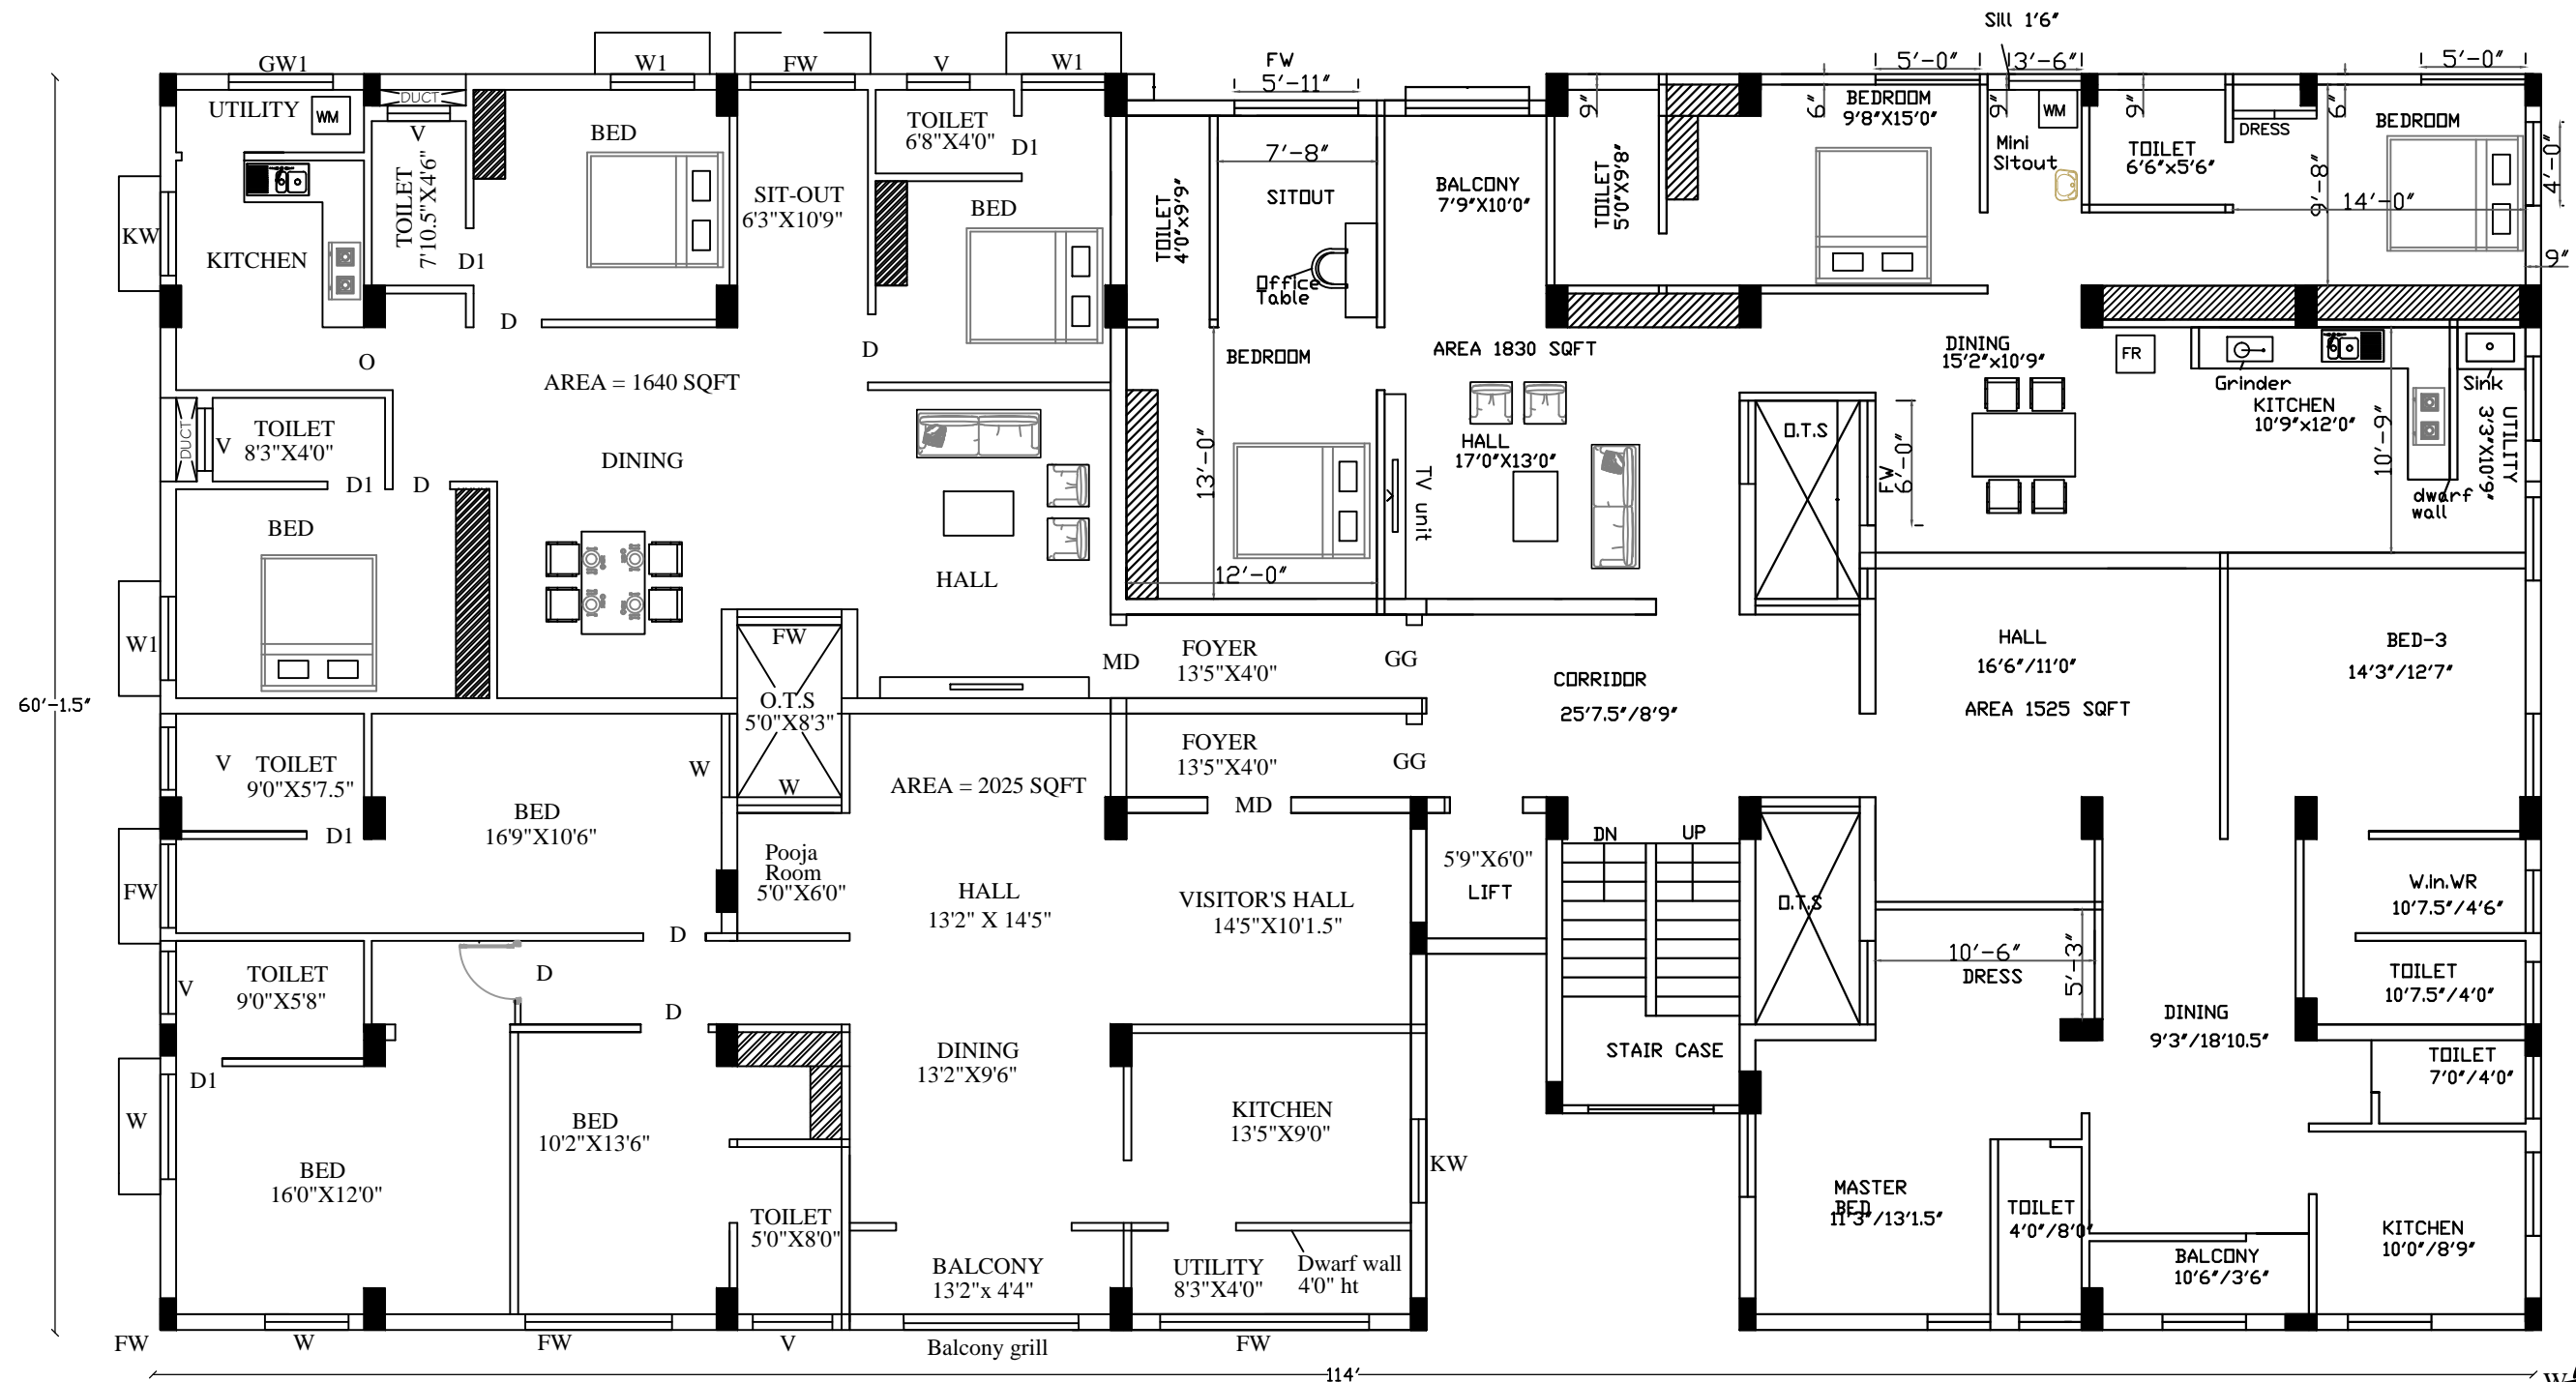 Sill 1'6"
GW1
W1
FW
V
W1
FW
5'-11"
5'-0"
3'-6"
5'-0"
UTILITY
WM
DUCT
V
BED
TOILET
6'8"X4'0"
D1
TOILET
7'10.5"X4'6"
D1
SIT-OUT
6'3"X10'9"
BED
KW
KITCHEN
D
D
O
AREA = 1640 SQFT
TOILET
4'0"x9'9"
7'-8"
SITOUT
Office
Table
BALCONY
7'9"X10'0"
TOILET
5'0"X9'8"
9"
6"
BEDROOM
9'8"X15'0"
9"
WM
Mini
Sitout
9"
TOILET
6'6"x5'6"
DRESS
6"
BEDROOM
9'-8"
14'-0"
4'-0"
9"
BEDROOM
AREA 1830 SQFT
DINING
15'2"x10'9"
FR
Grinder
Sink
KITCHEN
10'9"x12'0"
10'-9"
UTILITY
3'3"X10'9"
dwarf
wall
DUCT
V
TOILET
8'3"X4'0"
D1
D
BED
DINING
HALL
13'-0"
12'-0"
HALL
17'0"X13'0"
TV unit
O.T.S
FW
6'-0"
W1
FW
O.T.S
5'0"X8'3"
W
MD
FOYER
13'5"X4'0"
GG
CORRIDOR
25'7.5"/8'9"
HALL
16'6"/11'0"
AREA 1525 SQFT
BED-3
14'3"/12'7"
60'-1.5"
V
TOILET
9'0"X5'7.5"
D1
BED
16'9"X10'6"
W
AREA = 2025 SQFT
FOYER
13'5"X4'0"
GG
MD
FW
Pooja
Room
5'0"X6'0"
HALL
13'2" X 14'5"
VISITOR'S HALL
14'5"X10'1.5"
5'9"X6'0"
LIFT
DN
UP
O.T.S
W.in.WR
10'7.5"/4'6"
D
V
TOILET
9'0"X5'8"
D
D
D1
DINING
13'2"X9'6"
STAIR CASE
10'-6"
DRESS
5'-3"
TOILET
10'7.5"/4'0"
DINING
9'3"/18'10.5"
TOILET
7'0"/4'0"
W
BED
16'0"X12'0"
BED
10'2"X13'6"
KITCHEN
13'5"X9'0"
KW
TOILET
5'0"X8'0"
MASTER
BED
11'3"/13'1.5"
TOILET
4'0"/8'0"
BALCONY
10'6"/3'6"
KITCHEN
10'0"/8'9"
BALCONY
13'2"x 4'4"
UTILITY
8'3"X4'0"
Dwarf wall
4'0" ht
FW
W
FW
V
Balcony grill
FW
114'